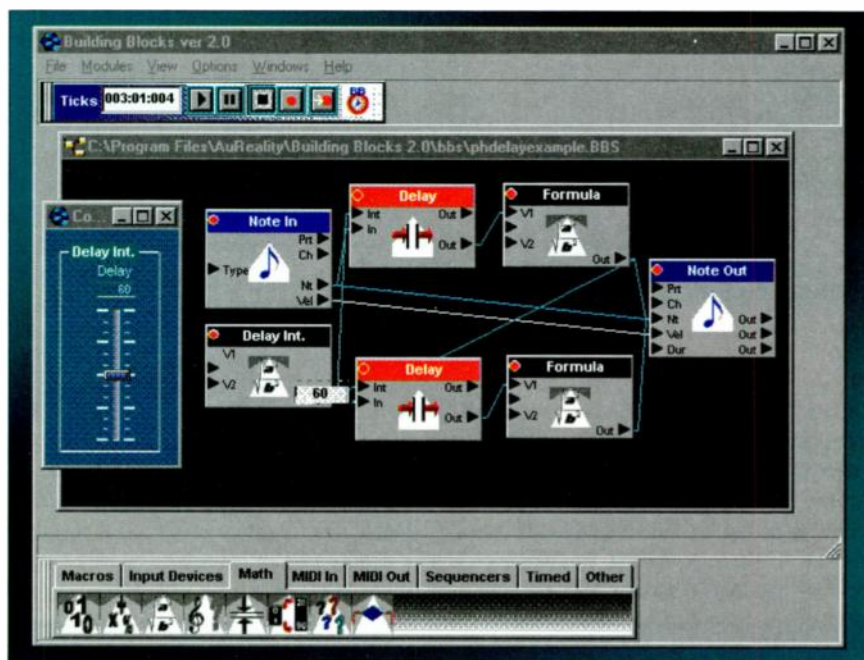 Building Blocks ver 2.0
File Modules View Options Windows Help
Ticks 003:01:004
BB
C:\Program Files\AuReality\Building Blocks 2.0\bbs\phdelayexample.BBS
Co...
Delay Int.
Delay
60
Note In
Prt
Ch
Type
Nt
Vel
Delay
Int
In
Out
Out
Formula
V1
V2
Out
Note Out
Prt
Ch
Nt
Vel
Dur
Out
Out
Out
Delay Int.
V1
V2
60
Delay
Int
In
Out
Out
Formula
V1
V2
Out
Macros Input Devices Math MIDI In MIDI Out Sequencers Timed Other